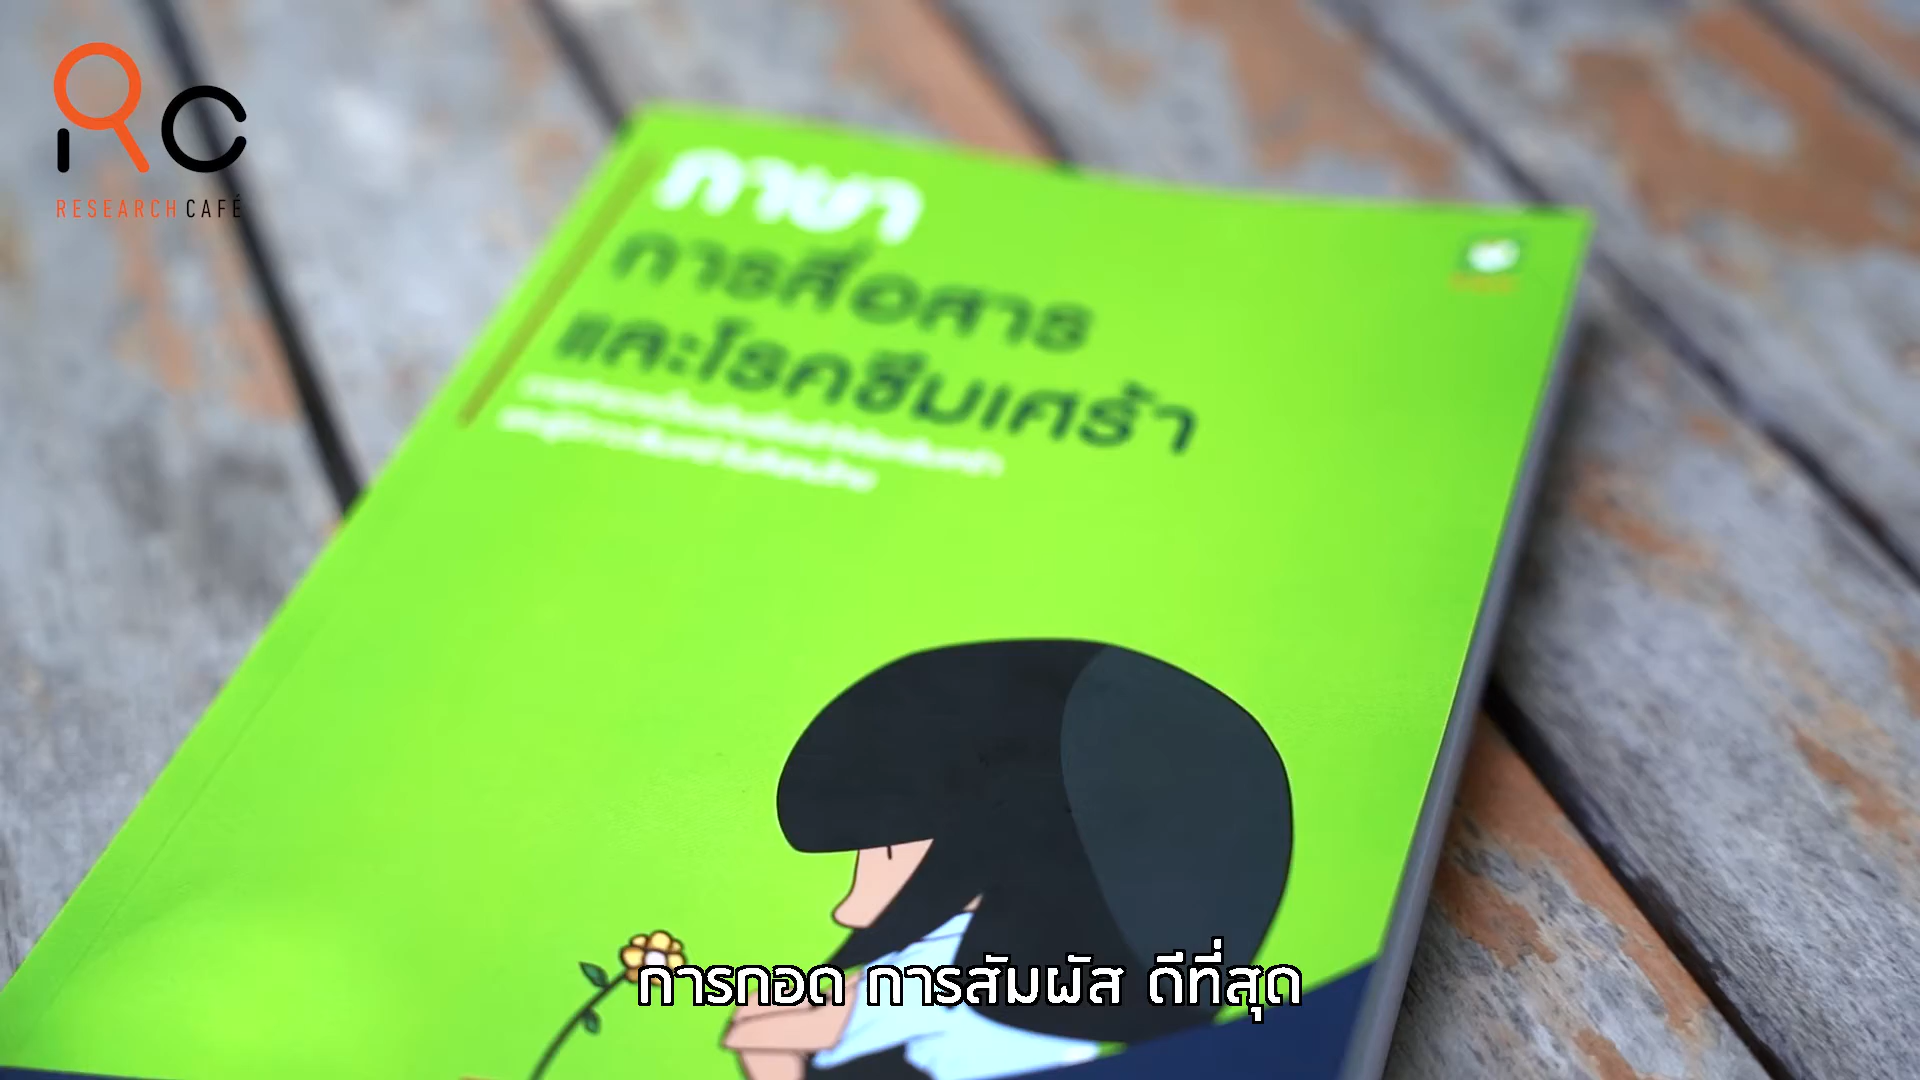 RC
RESEARCH CAFÉ
ภาษา
การสื่อสาร
และโรคซึมเศร้า
การกอด การสัมผัส ดีที่สุด